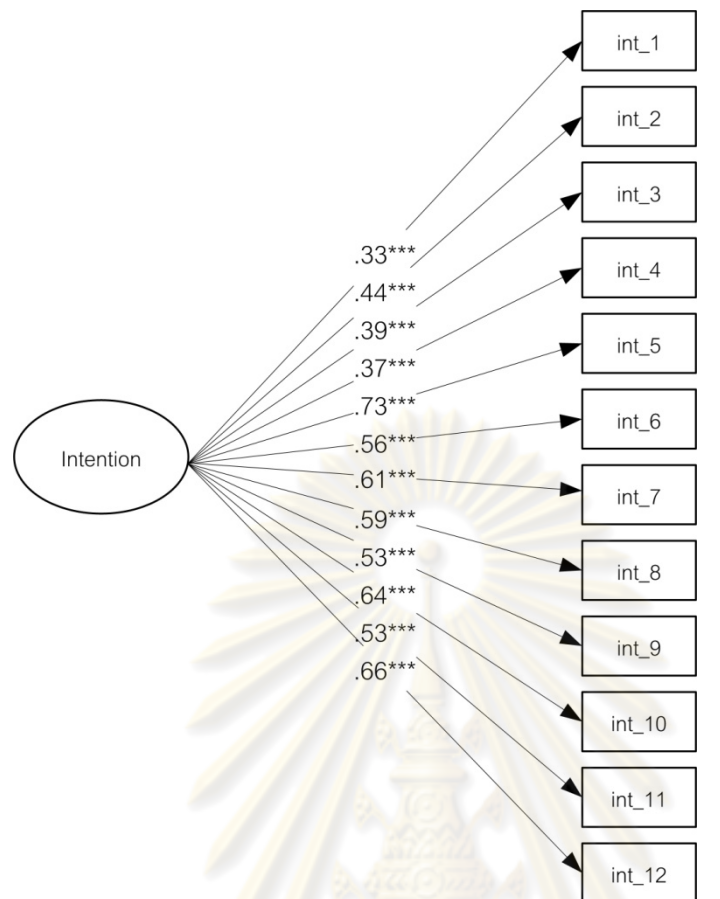 int_1
int_2
int_3
.33***
int_4
.44***
.39***
int_5
.37***
.73***
int_6
.56***
Intention
.61***
int_7
.59***
.53***
int_8
.64***
.53***
int_9
.66***
int_10
int_11
int_12